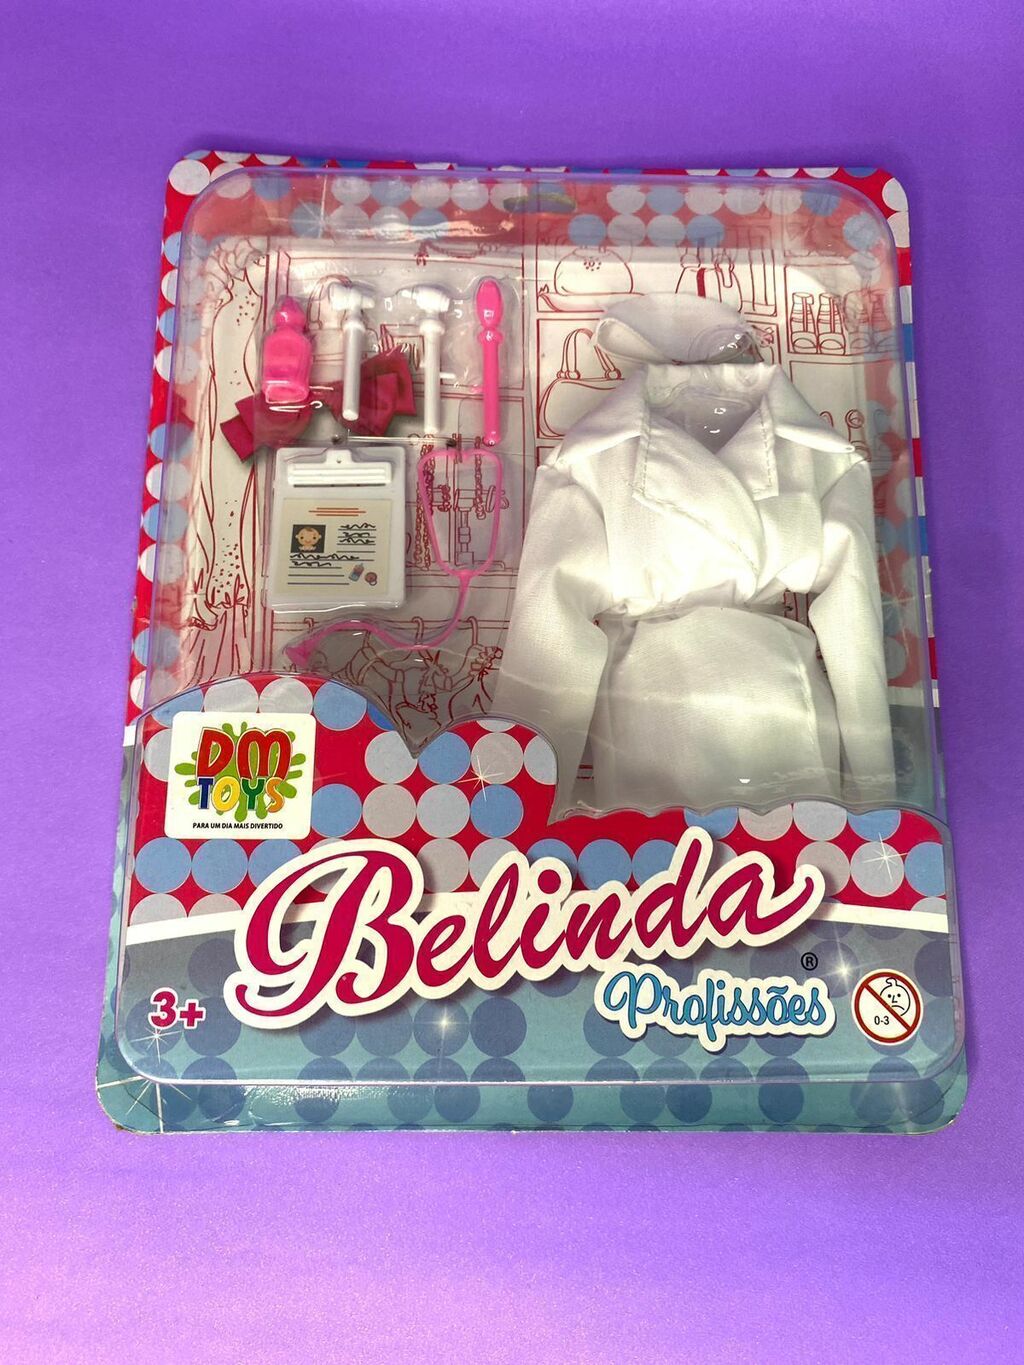 DM
TOYS
PARA UM DIA MAIS DIVERTIDO
Belinda
®
Profissões
3+
0-3